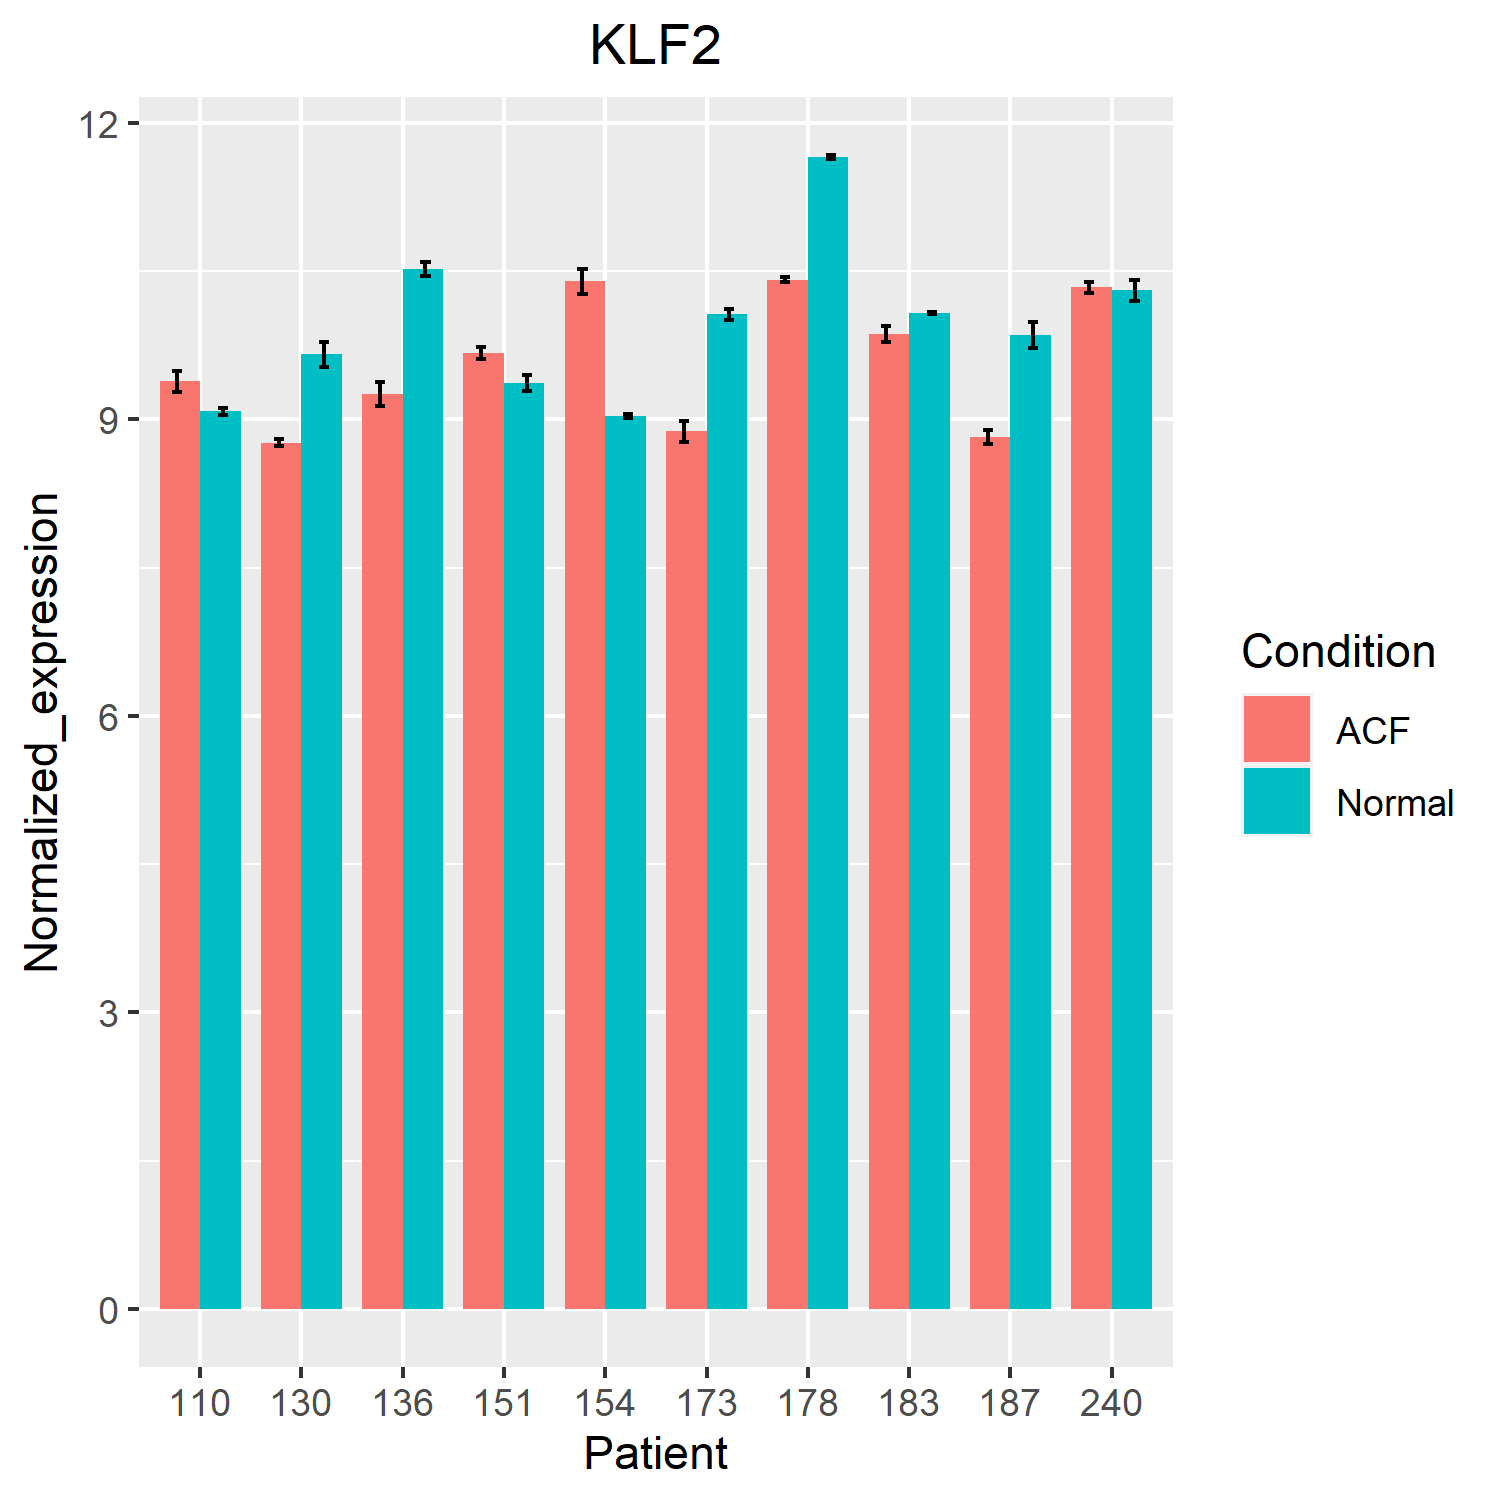 KLF2
12
9
6
3
0
Normalized_expression
110 130 136 151 154 173 178 183 187 240
Patient
Condition
ACF
Normal